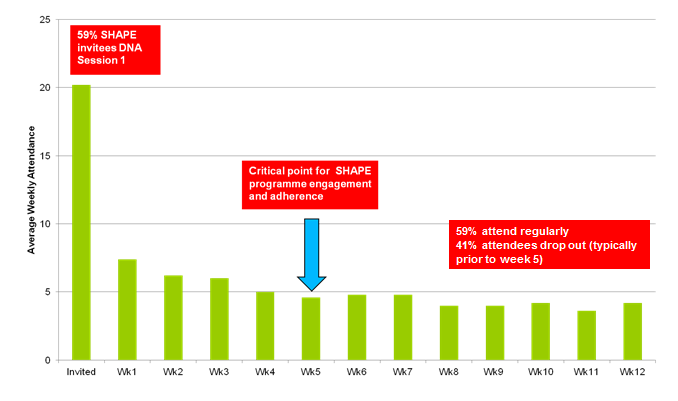 25
59% SHAPE
invitees DNA
Session 1
20
Average Weekly Attendance
15
Critical point for SHAPE
programme engagement
and adherence
10
59% attend regularly
41% attendees drop out (typically
prior to week 5)
5
0
Invited Wk1 Wk2 Wk3 Wk4 Wk5 Wk6 Wk7 Wk8 Wk9 Wk10 Wk11 Wk12